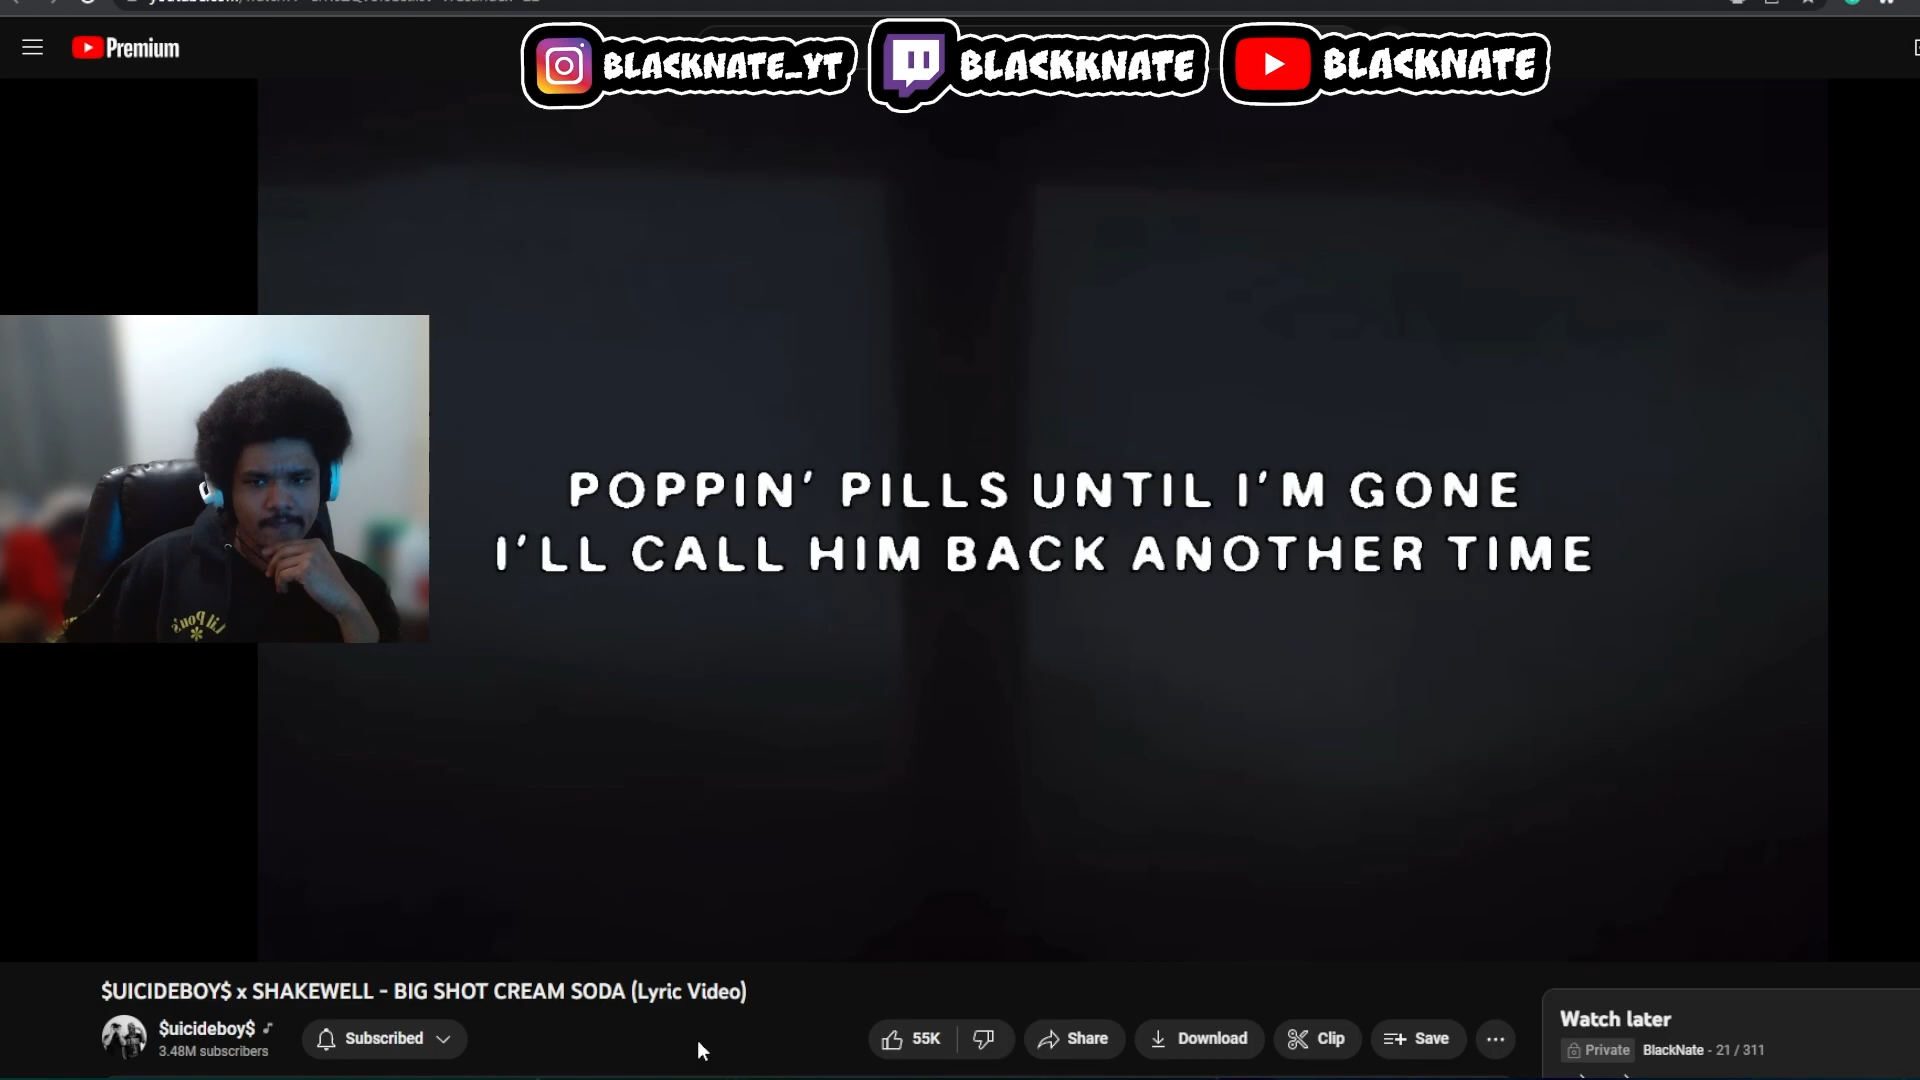 Premium
BLACKNATE_YT
BLACKKNATE
BLACKNATE
POPPIN' PILLS UNTIL I'M GONE
I'LL CALL HIM BACK ANOTHER TIME
Lil Pon's
$UICIDEBOY$ x SHAKEWELL - BIG SHOT CREAM SODA (Lyric Video)
$uicideboy$
3.48M subscribers
Subscribed
55K
Share
Download
Clip
Save
Watch later
Private
BlackNate - 21 / 311